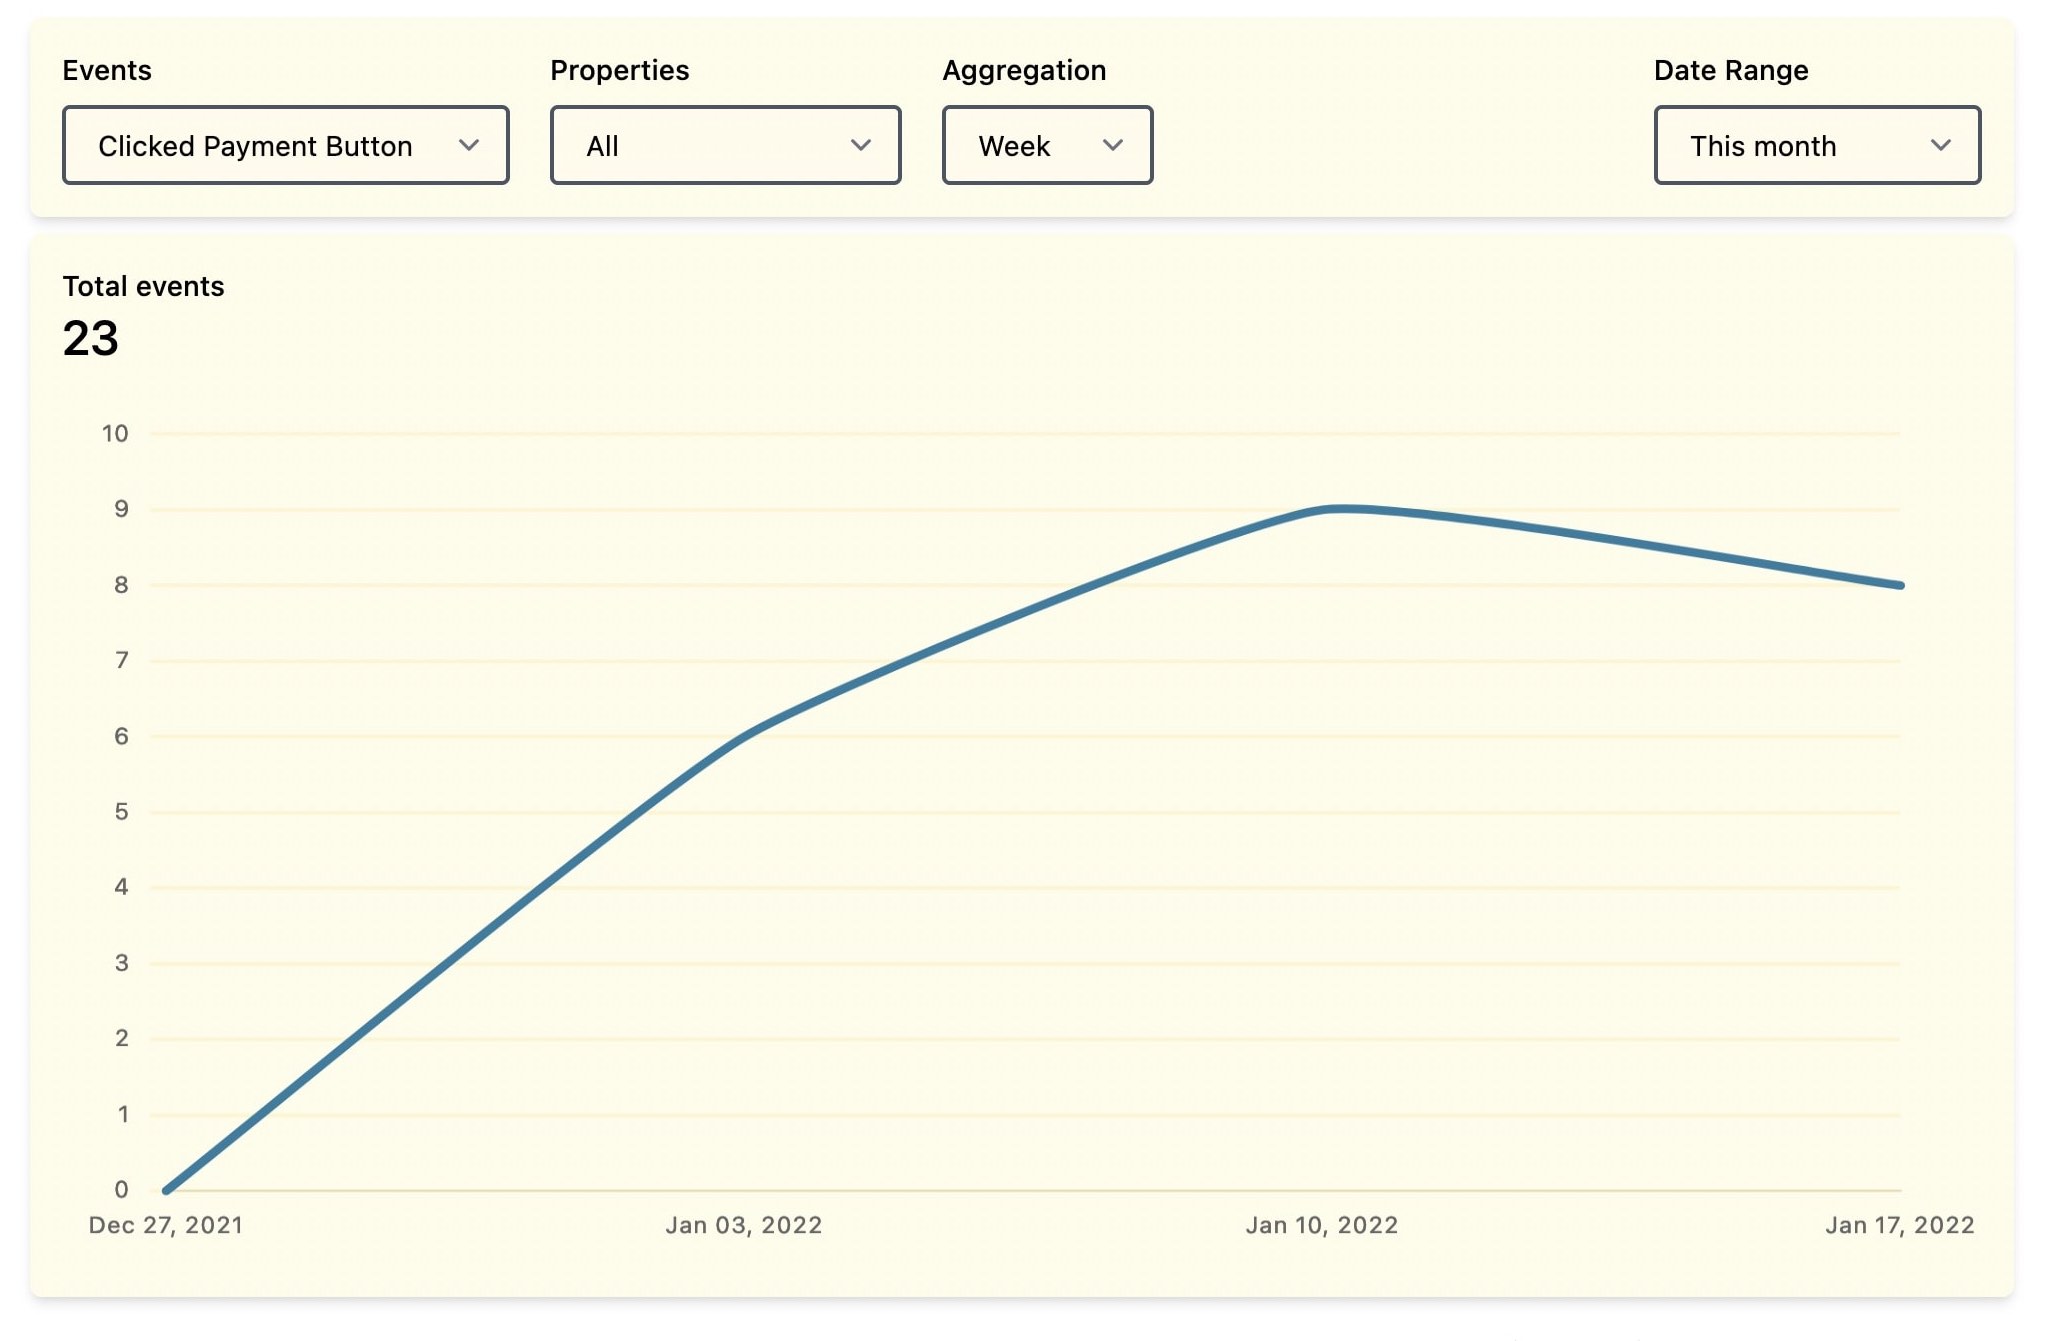 Events
Properties
Aggregation
Date Range
Clicked Payment Button
All
Week
This month
Total events
23
10
9
8
7
6
5
4
3
2
1
0
Dec 27, 2021
Jan 03, 2022
Jan 10, 2022
Jan 17, 2022